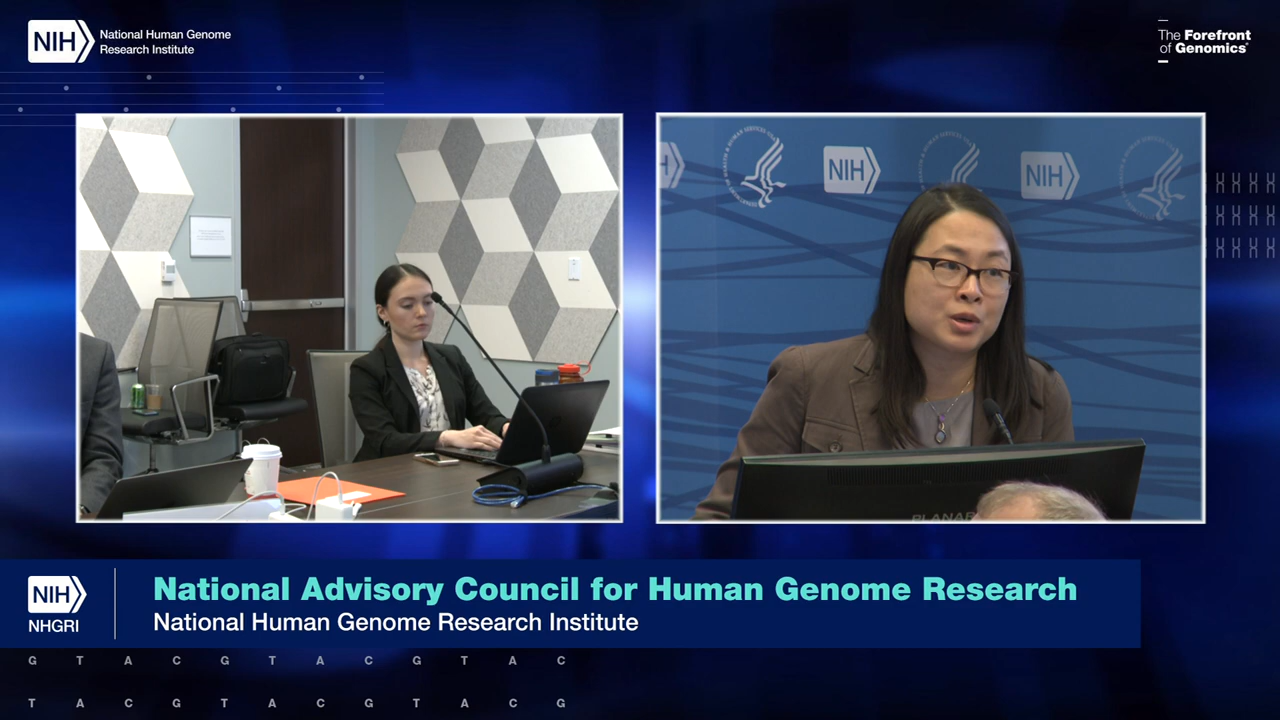 NIH
National Human Genome
Research Institute
The Forefront
of Genomics®
NIH
NIH
PLANAR
NIH
NHGRI
National Advisory Council for Human Genome Research
National Human Genome Research Institute
G T A C G T A C G T A C
T A C G T A C G T A C G